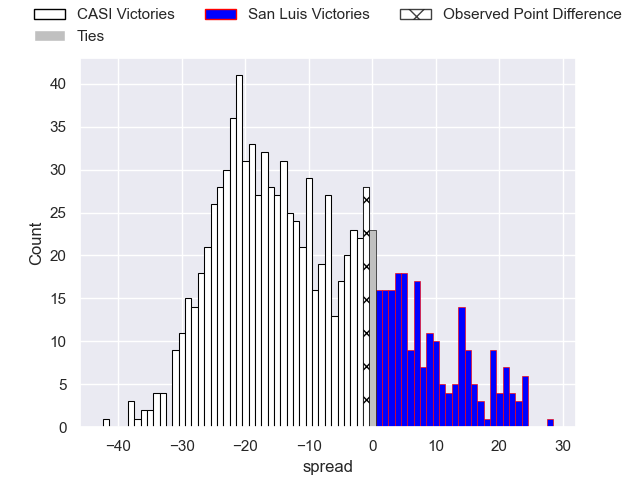 CASI Victories
San Luis Victories
Observed Point Difference
Ties
40
35
30
25
20
15
10
5
0
Count
−40 −30 −20 −10 0 10 20 30
spread